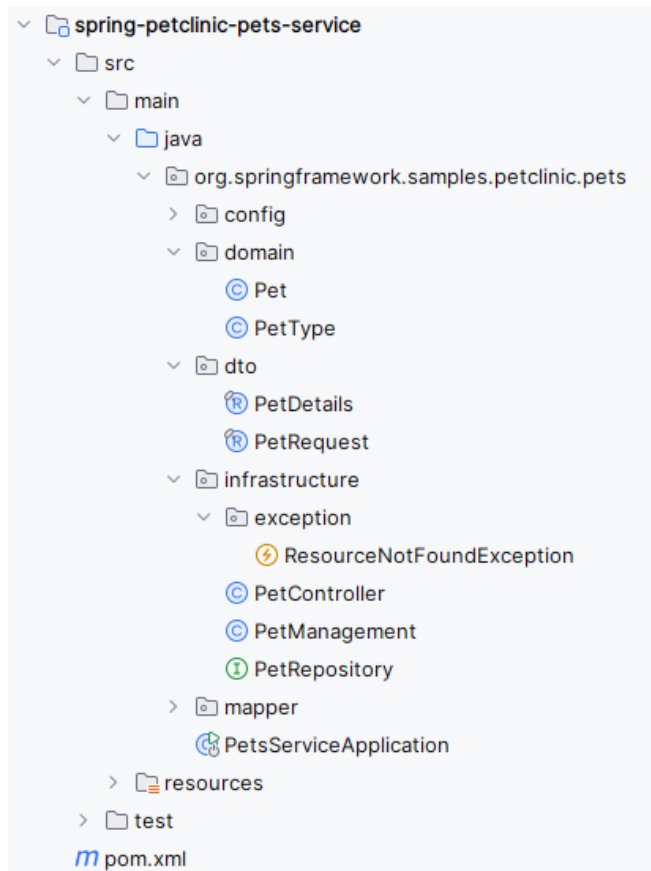 spring-petclinic-pets-service
src
main
java
org.springframework.samples.petclinic.pets
config
domain
C Pet
C PetType
dto
R PetDetails
R PetRequest
infrastructure
exception
ResourceNotFoundException
C PetController
C PetManagement
I PetRepository
mapper
C PetsServiceApplication
resources
test
m pom.xml